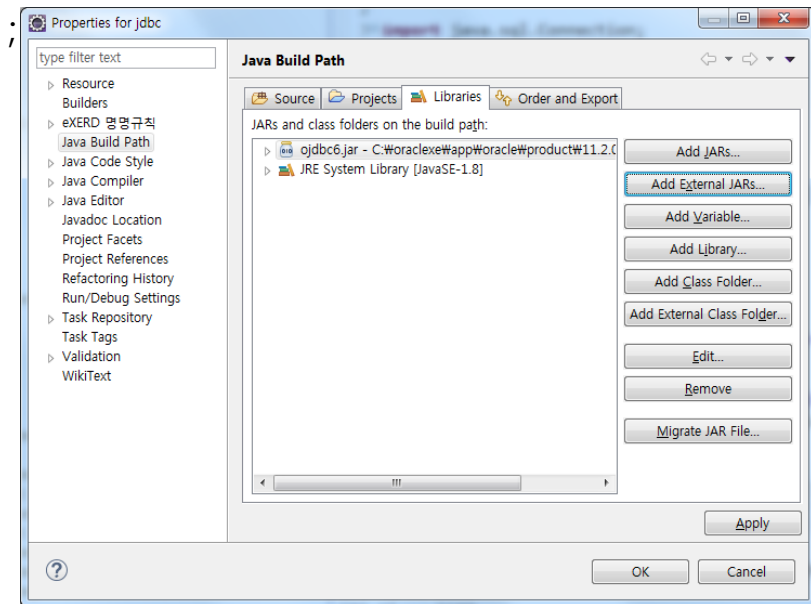 ;
Properties for jdbc
import java.sql.Connection;
type filter text
Resource
Builders
eXERD 명명규칙
Java Build Path
Java Code Style
Java Compiler
Java Editor
Javadoc Location
Project Facets
Project References
Refactoring History
Run/Debug Settings
Task Repository
Task Tags
Validation
WikiText
Java Build Path
Source
Projects
Libraries
Order and Export
JARs and class folders on the build path:
ojdbc6.jar - C:₩oraclexe₩app₩oracle₩product₩11.2.0
JRE System Library [JavaSE-1.8]
Add JARs...
Add External JARs...
Add Variable...
Add Library...
Add Class Folder...
Add External Class Folder...
Edit...
Remove
Migrate JAR File...
Apply
?
OK
Cancel